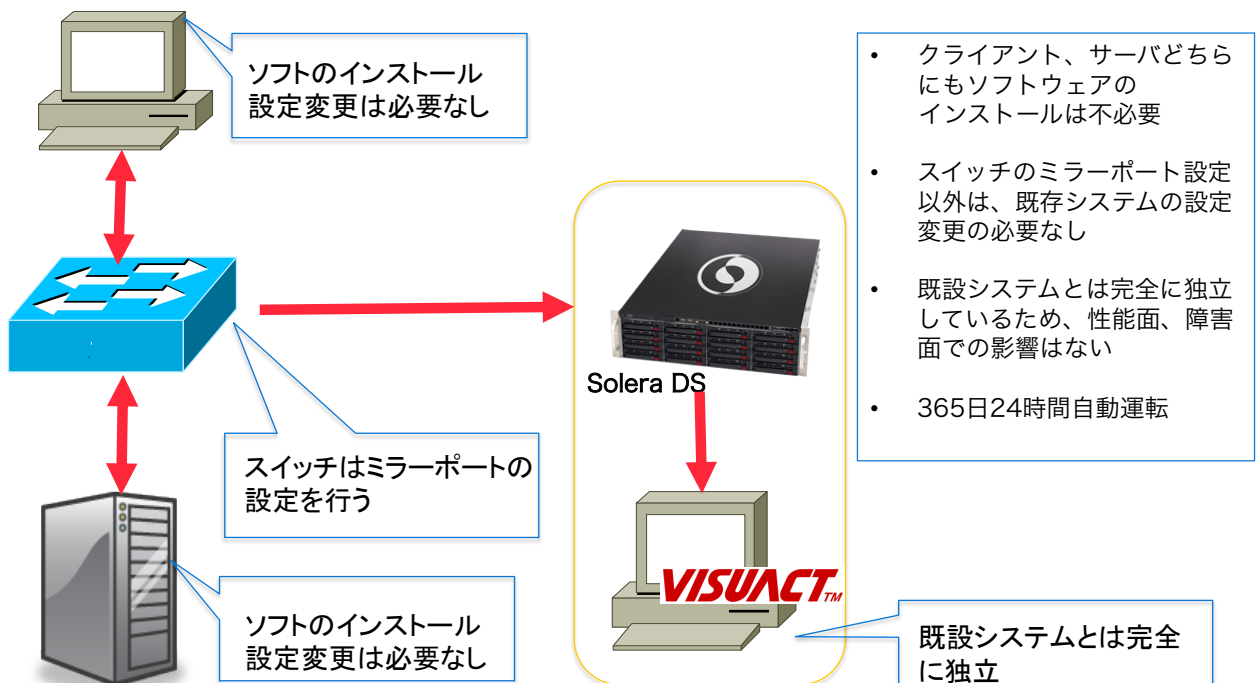 ソフトのインストール
設定変更は必要なし
• クライアント、サーバどちら
にもソフトウェアの
インストールは不必要
• スイッチのミラーポート設定
以外は、既存システムの設定
変更の必要なし
• 既設システムとは完全に独立
しているため、性能面、障害
面での影響はない
• 365日24時間自動運転
Solera DS
スイッチはミラーポートの
設定を行う
VISUACT™
ソフトのインストール
設定変更は必要なし
既設システムとは完全
に独立